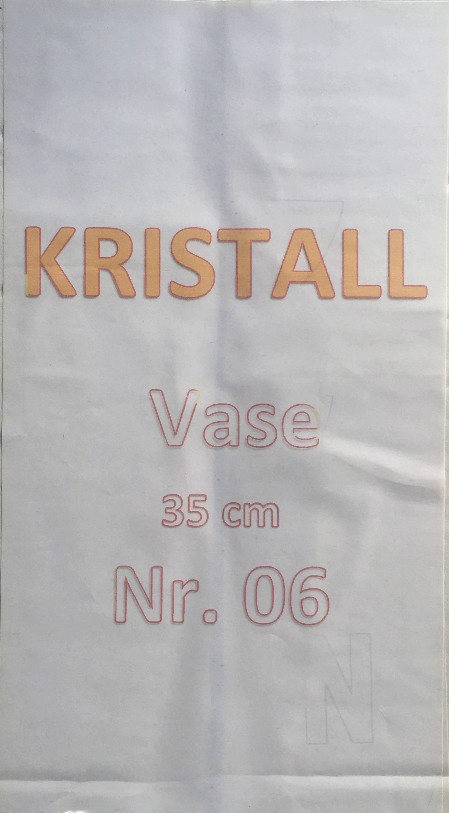 KRISTALL
Vase
35 cm
Nr. 06